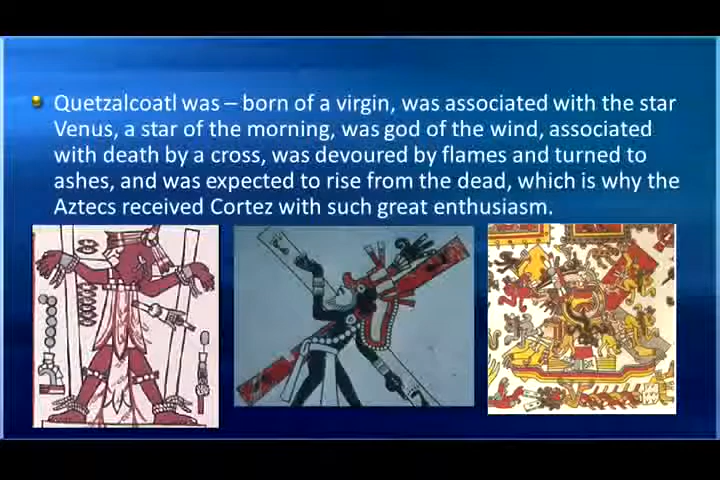 Quetzalcoatl was – born of a virgin, was associated with the star
Venus, a star of the morning, was god of the wind, associated
with death by a cross, was devoured by flames and turned to
ashes, and was expected to rise from the dead, which is why the
Aztecs received Cortez with such great enthusiasm.